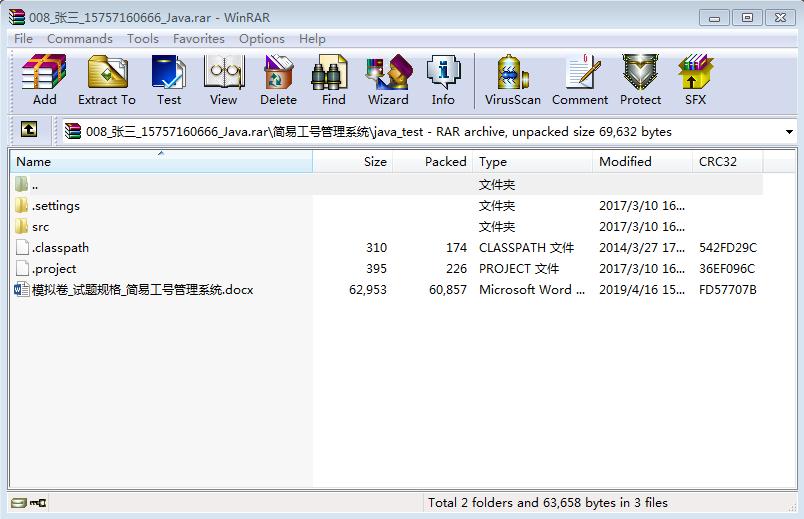 008_张三_15757160666_Java.rar - WinRAR
File Commands Tools Favorites Options Help
Add Extract To Test View Delete Find Wizard Info VirusScan Comment Protect SFX
008_张三_15757160666_Java.rar\简易工号管理系统\java_test - RAR archive, unpacked size 69,632 bytes
Name Size Packed Type Modified CRC32
.. 文件夹
.settings 文件夹 2017/3/10 16...
src 文件夹 2017/3/10 16...
.classpath 310 174 CLASSPATH 文件 2014/3/27 17... 542FD29C
.project 395 226 PROJECT 文件 2017/3/10 16... 36EF096C
模拟卷_试题规格_简易工号管理系统.docx 62,953 60,857 Microsoft Word ... 2019/4/16 15... FD57707B
Total 2 folders and 63,658 bytes in 3 files